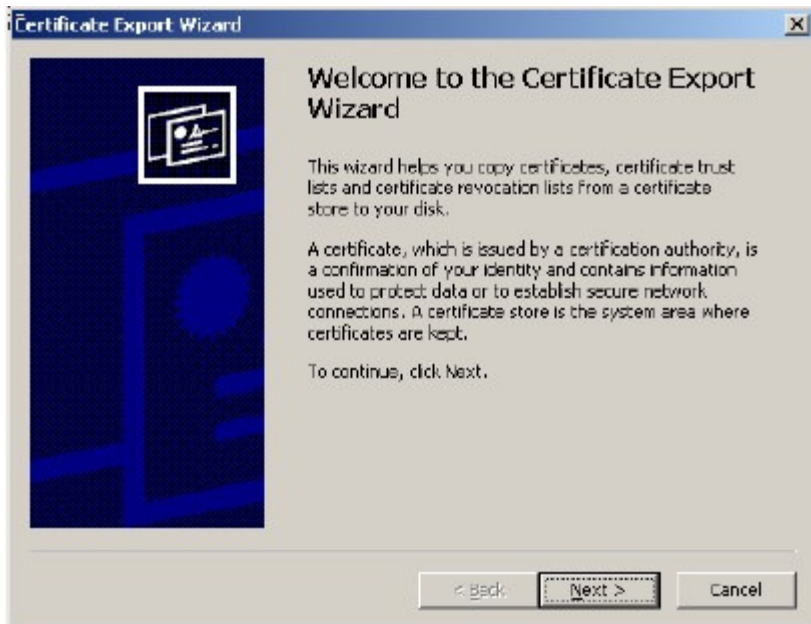 Certificate Export Wizard
Welcome to the Certificate Export
Wizard
This wizard helps you copy certificates, certificate trust
lists and certificate revocation lists from a certificate
store to your disk.
A certificate, which is issued by a certification authority, is
a confirmation of your identity and contains information
used to protect data or to establish secure network
connections. A certificate store is the system area where
certificates are kept.
To continue, click Next.
< Back
Next >
Cancel